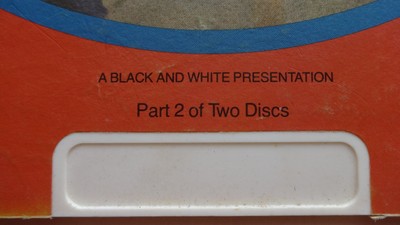 A BLACK AND WHITE PRESENTATION
Part 2 of Two Discs